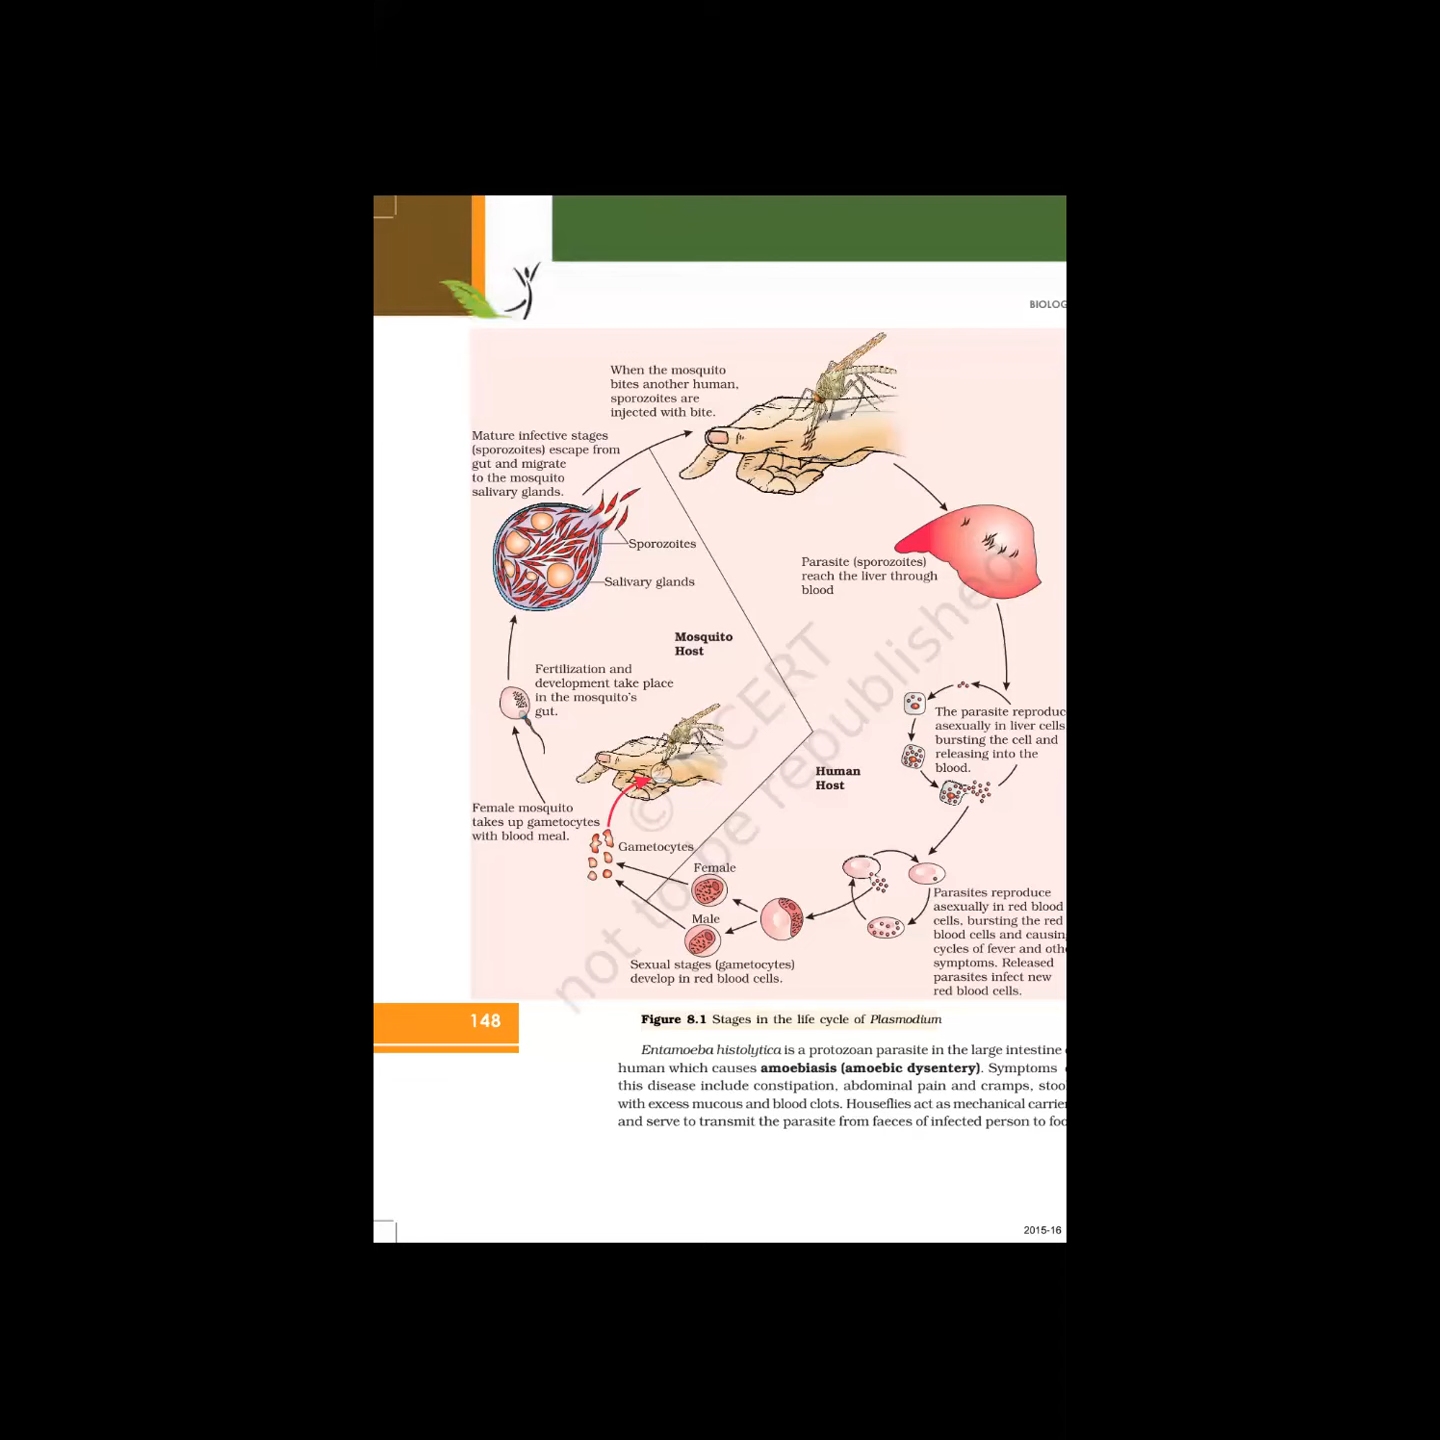 BIOLOG
When the mosquito
bites another human,
sporozoites are
injected with bite.
Mature infective stages
(sporozoites) escape from
gut and migrate
to the mosquito
salivary glands.
Sporozoites
Salivary glands
Parasite (sporozoites)
reach the liver through
blood
Mosquito
Host
Fertilization and
development take place
in the mosquito's
gut.
The parasite reproduc
asexually in liver cells
bursting the cell and
releasing into the
blood.
Human
Host
Female mosquito
takes up gametocytes
with blood meal.
Gametocytes
Female
Male
Sexual stages (gametocytes)
develop in red blood cells.
Parasites reproduce
asexually in red blood
cells, bursting the red
blood cells and causin
cycles of fever and oth
symptoms. Released
parasites infect new
red blood cells.
© NCERT
not to be republished
148
Figure 8.1 Stages in the life cycle of Plasmodium
Entamoeba histolytica is a protozoan parasite in the large intestine
human which causes amoebiasis (amoebic dysentery). Symptoms
this disease include constipation, abdominal pain and cramps, stoo
with excess mucous and blood clots. Houseflies act as mechanical carrie
and serve to transmit the parasite from faeces of infected person to foo
2015-16